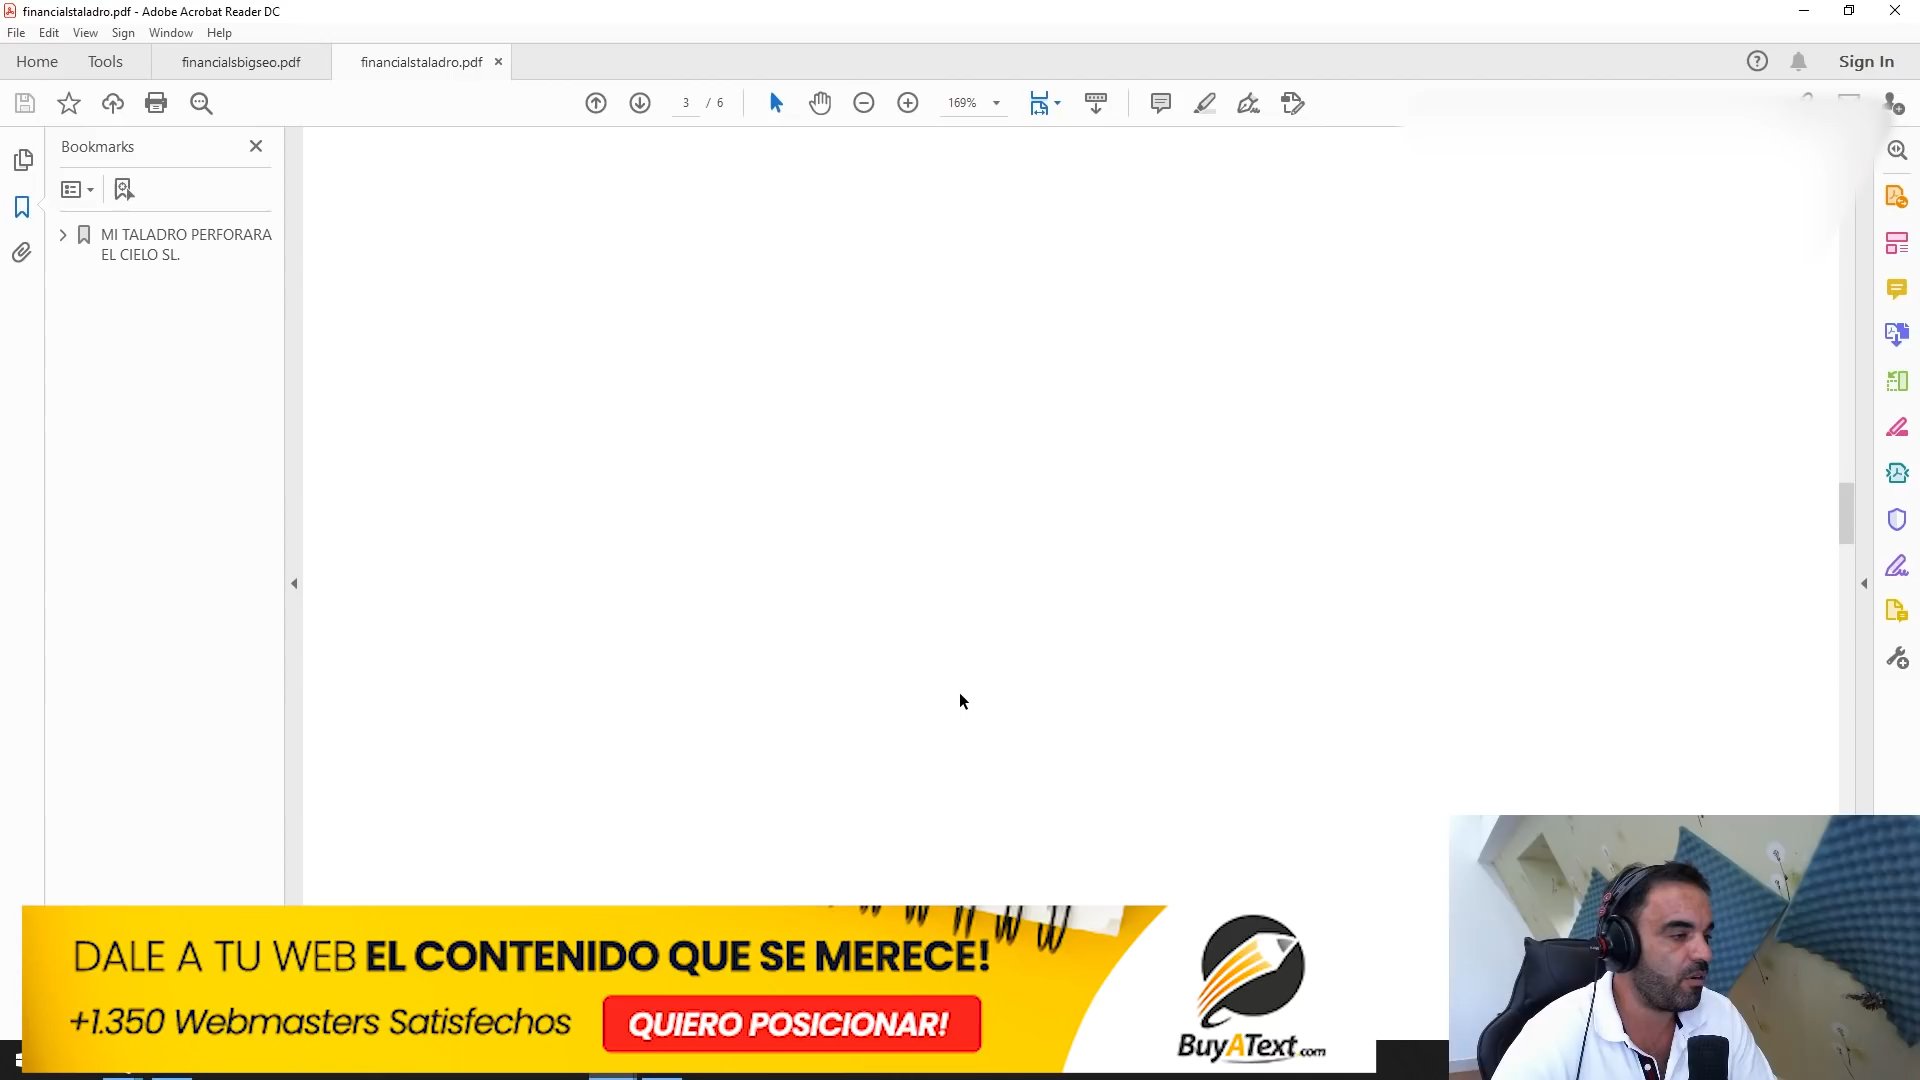 financialstaladro.pdf - Adobe Acrobat Reader DC
File Edit View Sign Window Help
Home Tools financialsbigseo.pdf financialstaladro.pdf Sign In
3 / 6 169%
Bookmarks
MI TALADRO PERFORARA
EL CIELO SL.
DALE A TU WEB EL CONTENIDO QUE SE MERECE!
+1.350 Webmasters Satisfechos QUIERO POSICIONAR!
BuyAText.com